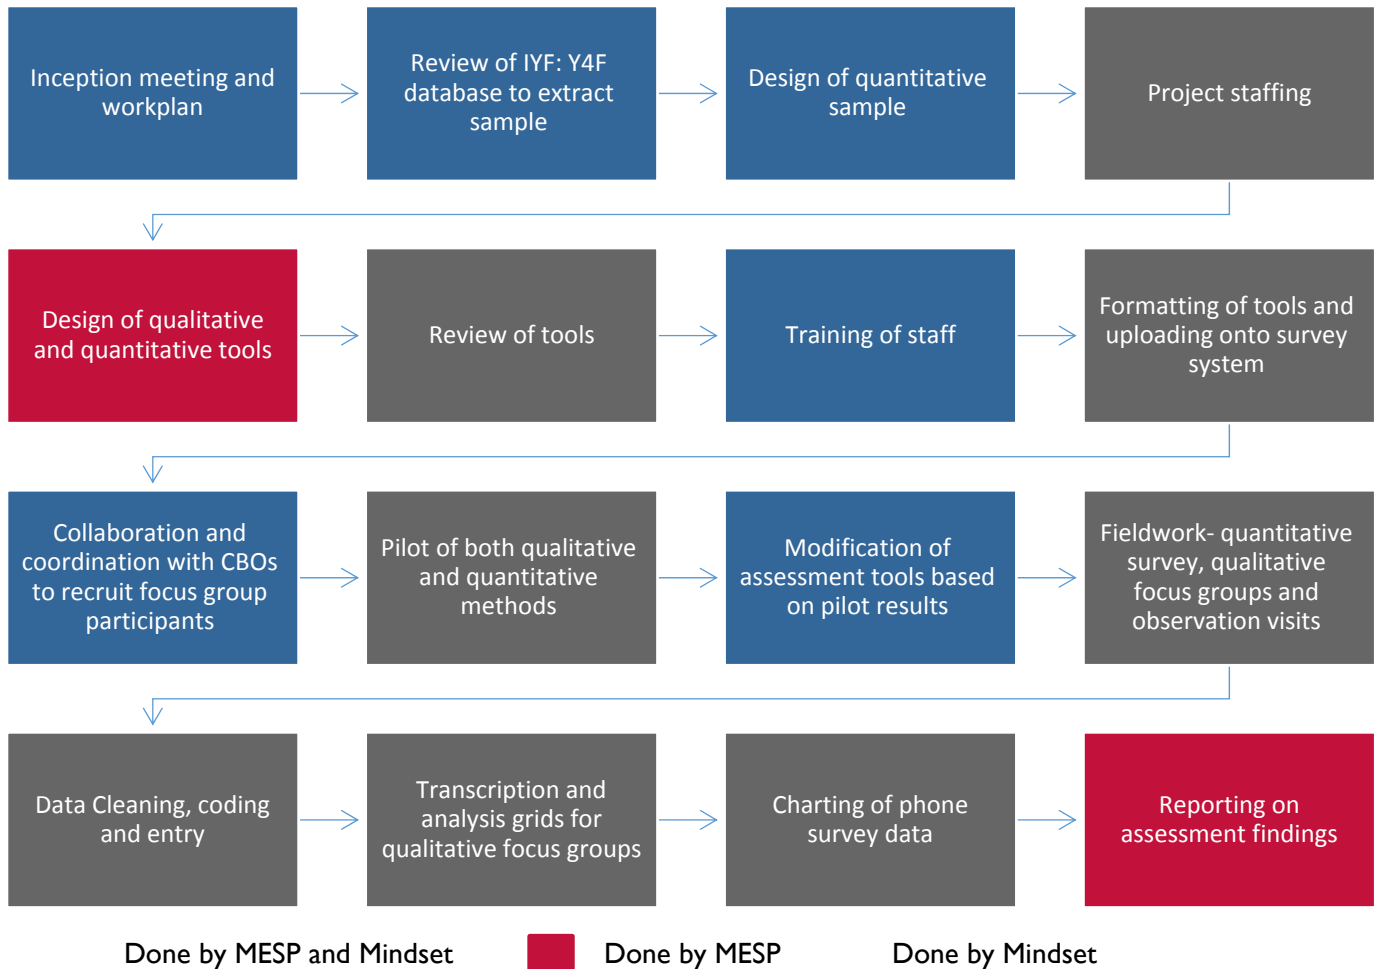 Inception meeting and
workplan
Review of IYF: Y4F
database to extract
sample
Design of quantitative
sample
Project staffing
Design of qualitative
and quantitative tools
Review of tools
Training of staff
Formatting of tools and
uploading onto survey
system
Collaboration and
coordination with CBOs
to recruit focus group
participants
Pilot of both qualitative
and quantitative
methods
Modification of
assessment tools based
on pilot results
Fieldwork- quantitative
survey, qualitative
focus groups and
observation visits
Data Cleaning, coding
and entry
Transcription and
analysis grids for
qualitative focus groups
Charting of phone
survey data
Reporting on
assessment findings
Done by MESP and Mindset
Done by MESP
Done by Mindset